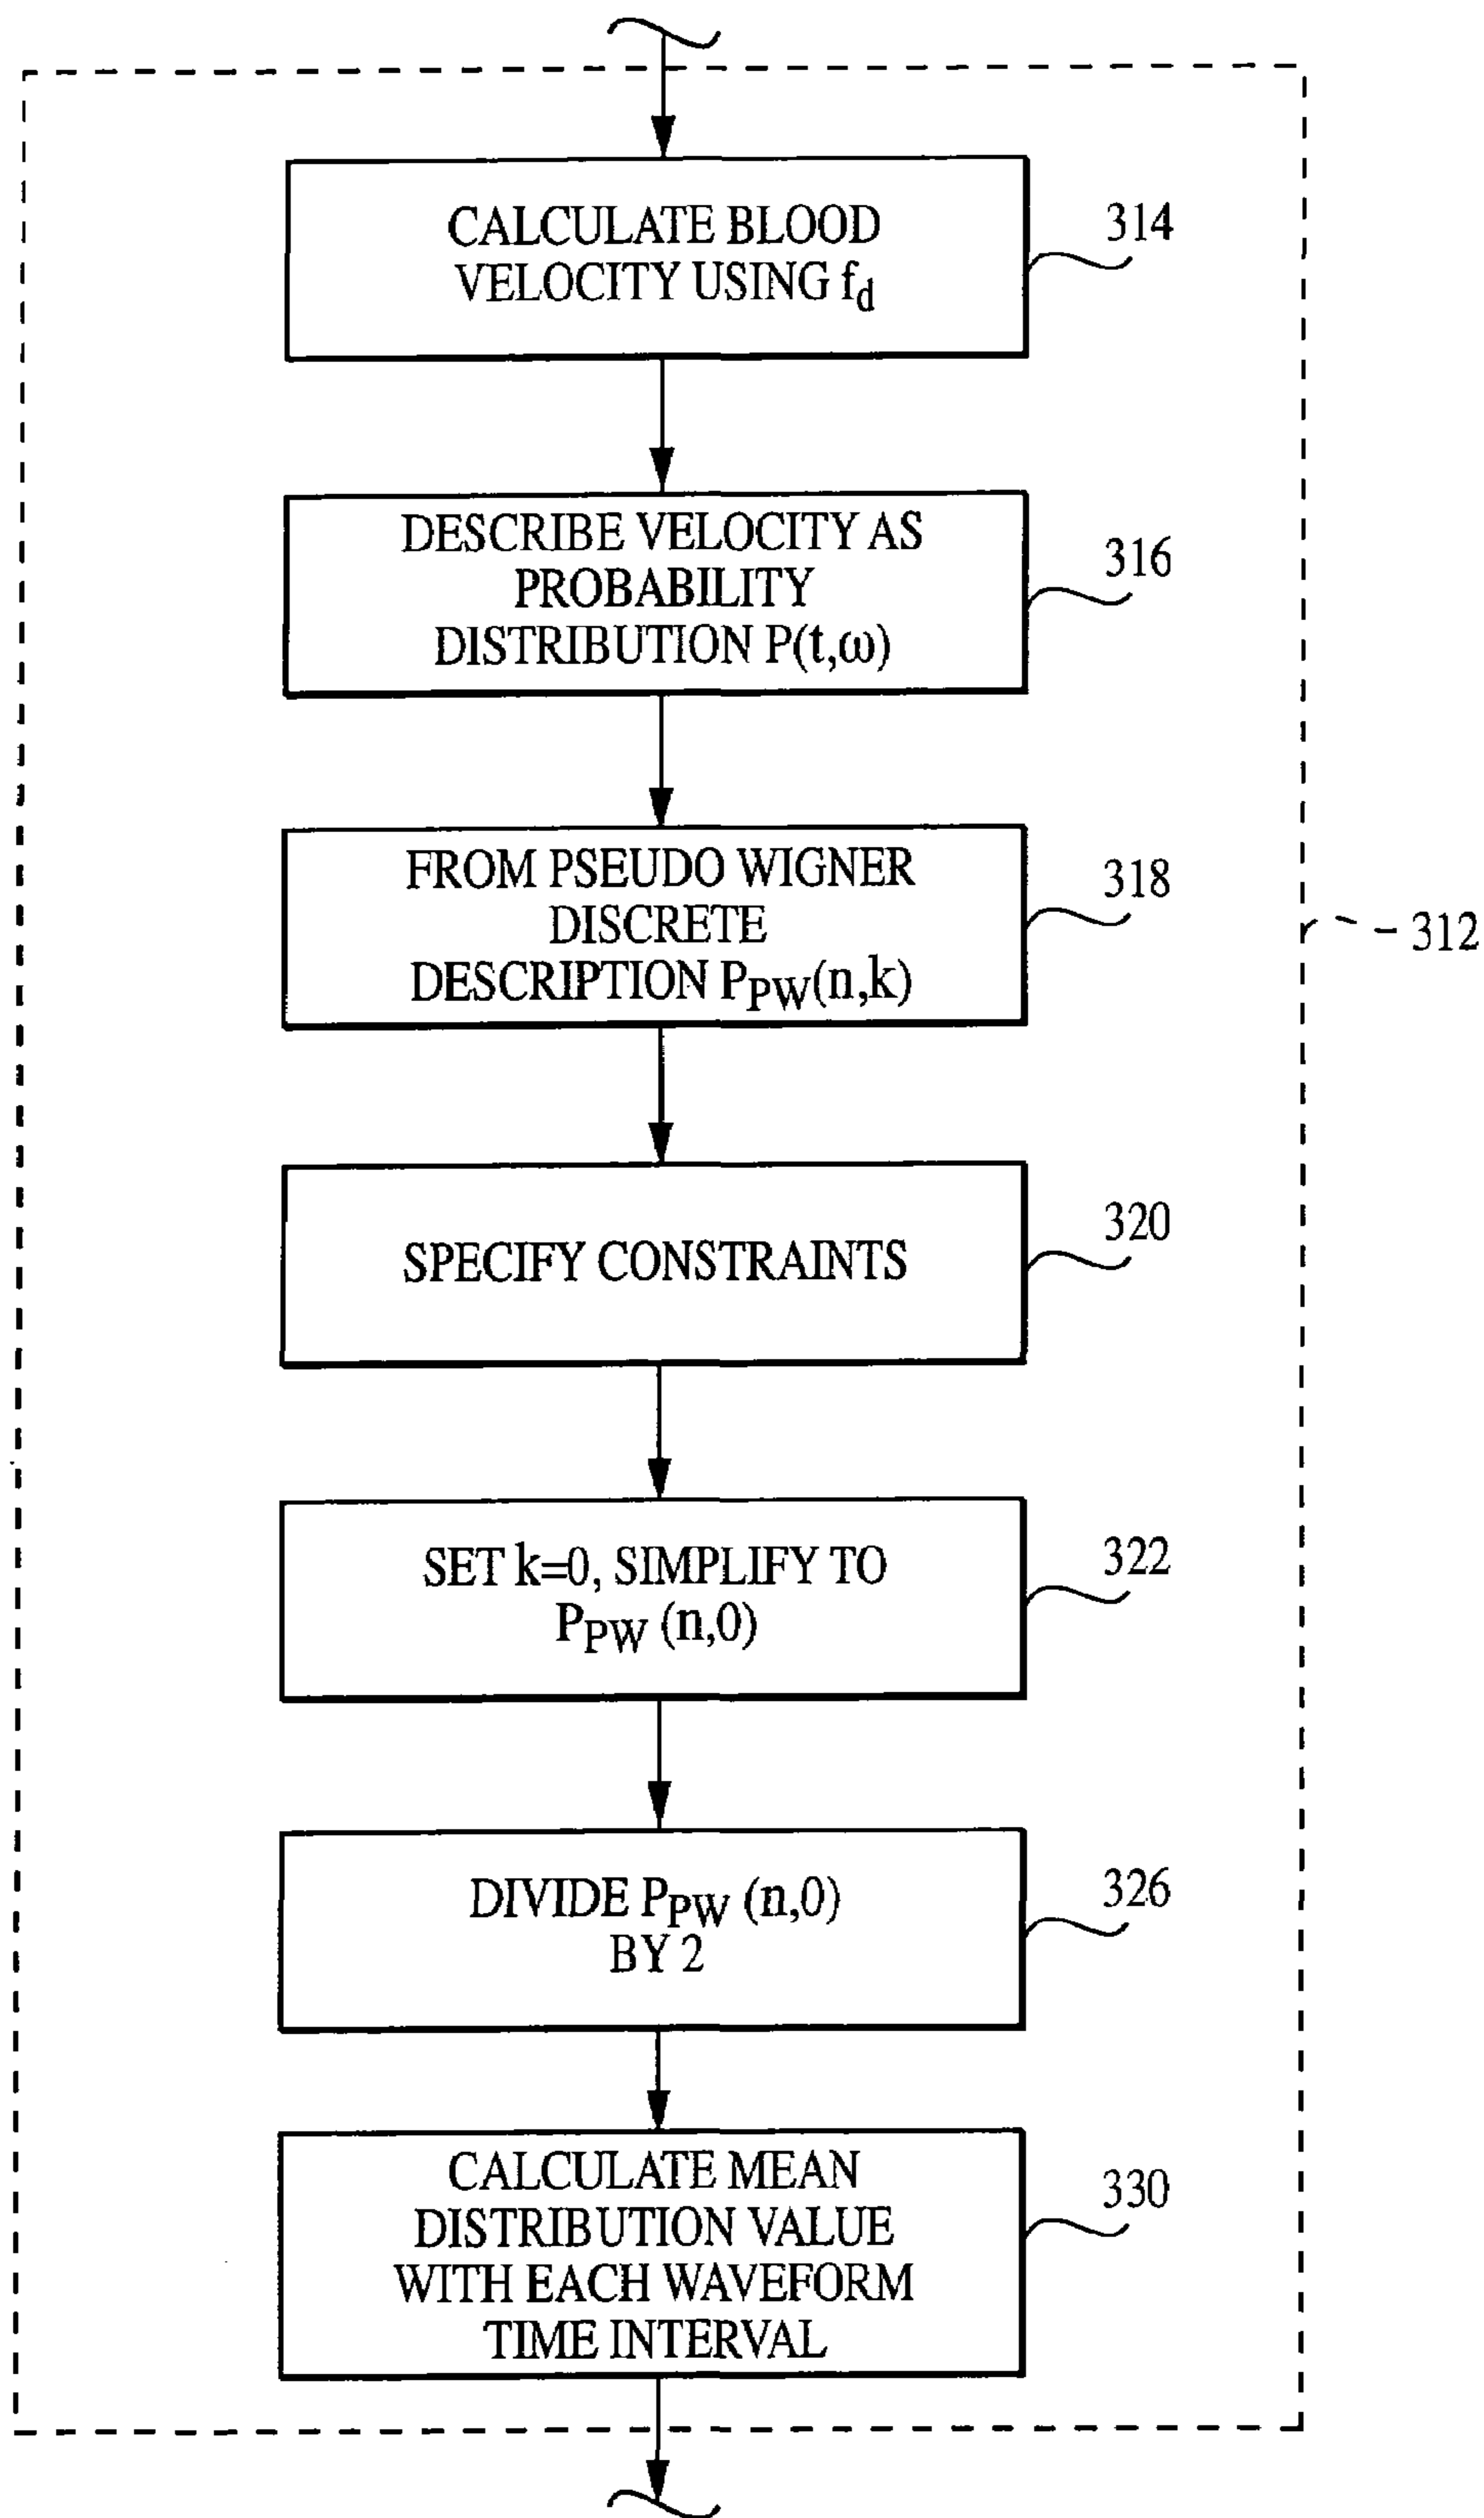 CALCULATE BLOOD
VELOCITY USING fd
314
DESCRIBE VELOCITY AS
PROBABILITY
DISTRIBUTION P(t,ω)
316
FROM PSEUDO WIGNER
DISCRETE
DESCRIPTION PPW(n,k)
318
312
SPECIFY CONSTRAINTS
320
SET k=0, SIMPLIFY TO
PPW (n,0)
322
DIVIDE PPW (n,0)
BY 2
326
CALCULATE MEAN
DISTRIBUTION VALUE
WITH EACH WAVEFORM
TIME INTERVAL
330